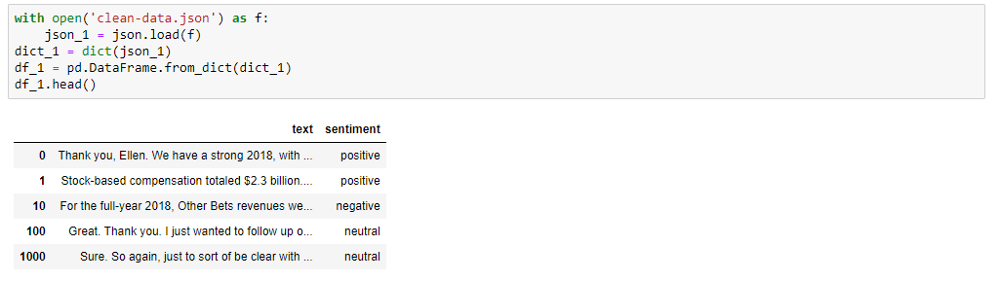 with open('clean-data.json') as f:
    json_1 = json.load(f)
dict_1 = dict(json_1)
df_1 = pd.DataFrame.from_dict(dict_1)
df_1.head()
text sentiment
0 Thank you, Ellen. We have a strong 2018, with ... positive
1 Stock-based compensation totaled $2.3 billion.... positive
10 For the full-year 2018, Other Bets revenues we... negative
100 Great. Thank you. I just wanted to follow up o... neutral
1000 Sure. So again, just to sort of be clear with ... neutral